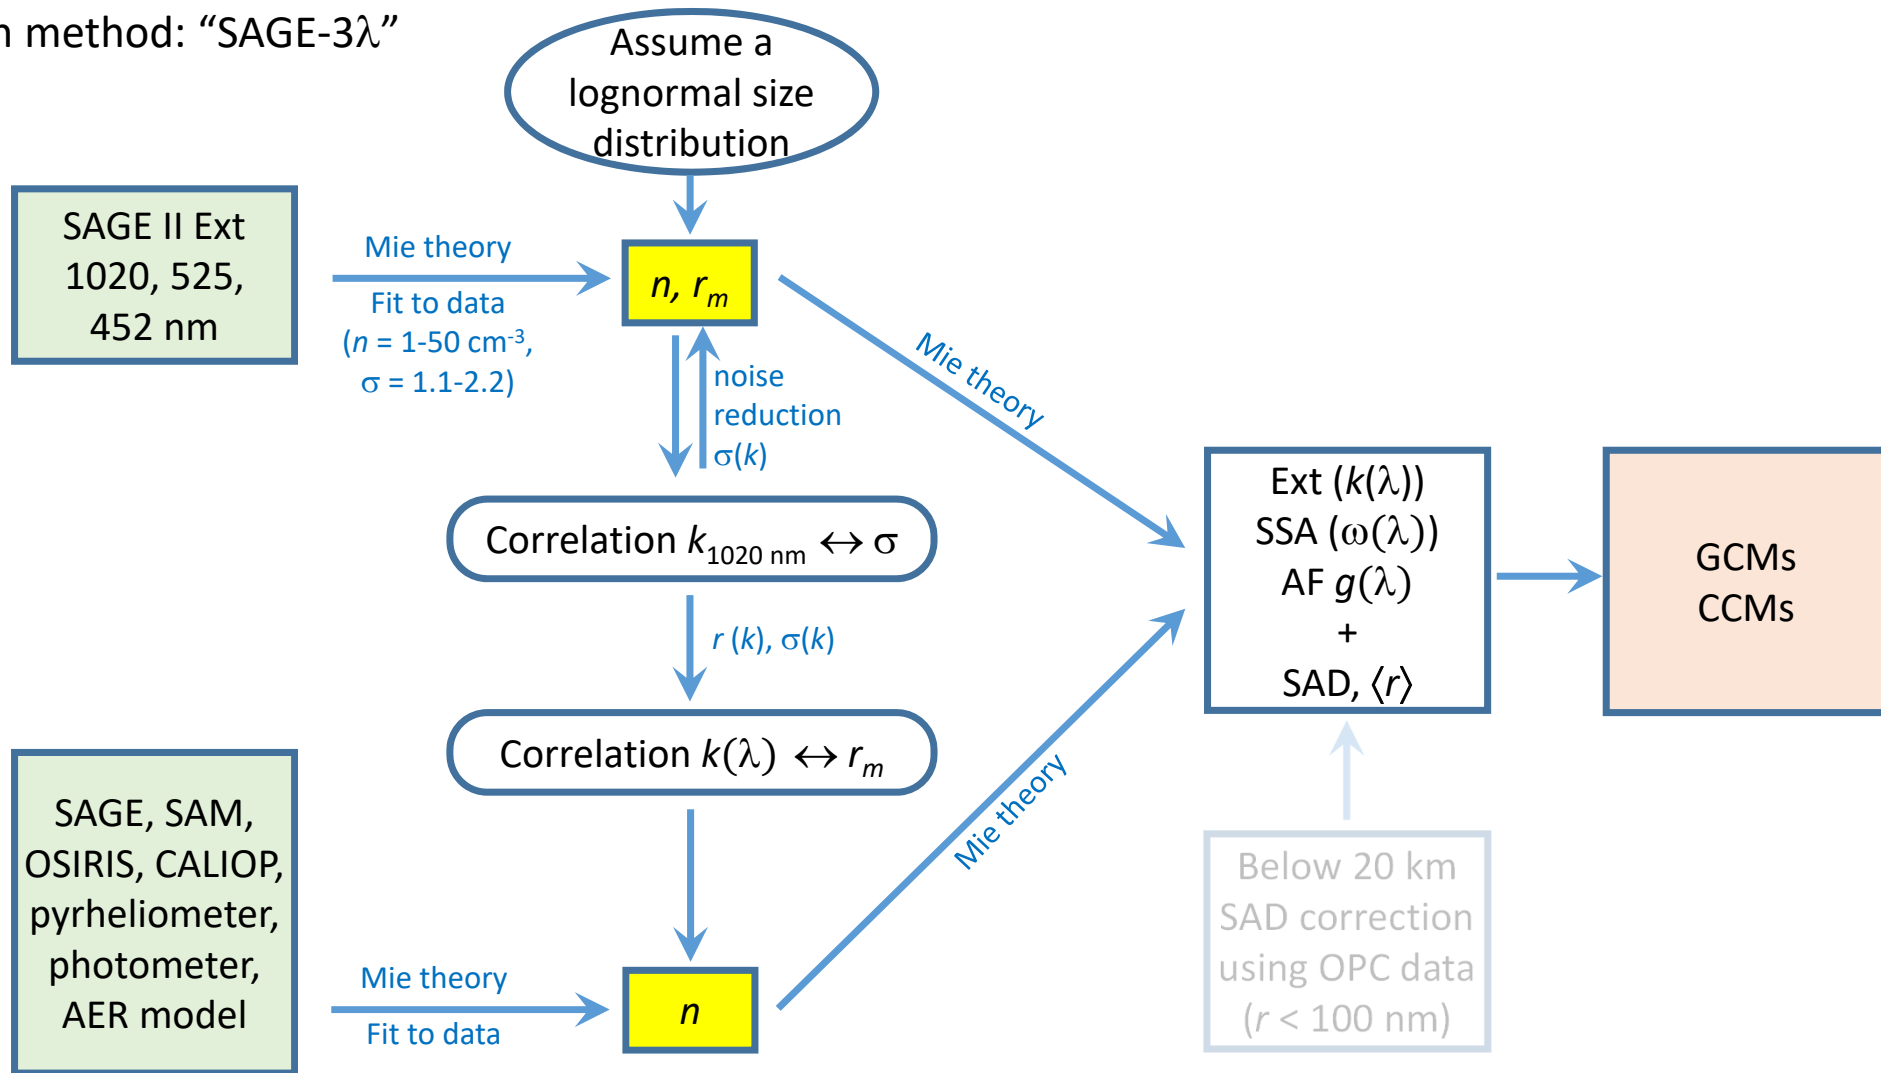 method: “SAGE-3λ”
Assume a
lognormal size
distribution
SAGE II Ext
1020, 525,
452 nm
Mie theory
Fit to data
(n = 1-50 cm-3,
σ = 1.1-2.2)
n, rm
noise
reduction
σ(k)
Mie theory
Correlation k1020 nm ↔ σ
r (k), σ(k)
Correlation k(λ) ↔ rm
SAGE, SAM,
OSIRIS, CALIOP,
pyrheliometer,
photometer,
AER model
Mie theory
Fit to data
n
Mie theory
Ext (k(λ))
SSA (ω(λ))
AF g(λ)
+
SAD, ⟨r⟩
GCMs
CCMs
Below 20 km
SAD correction
using OPC data
(r < 100 nm)